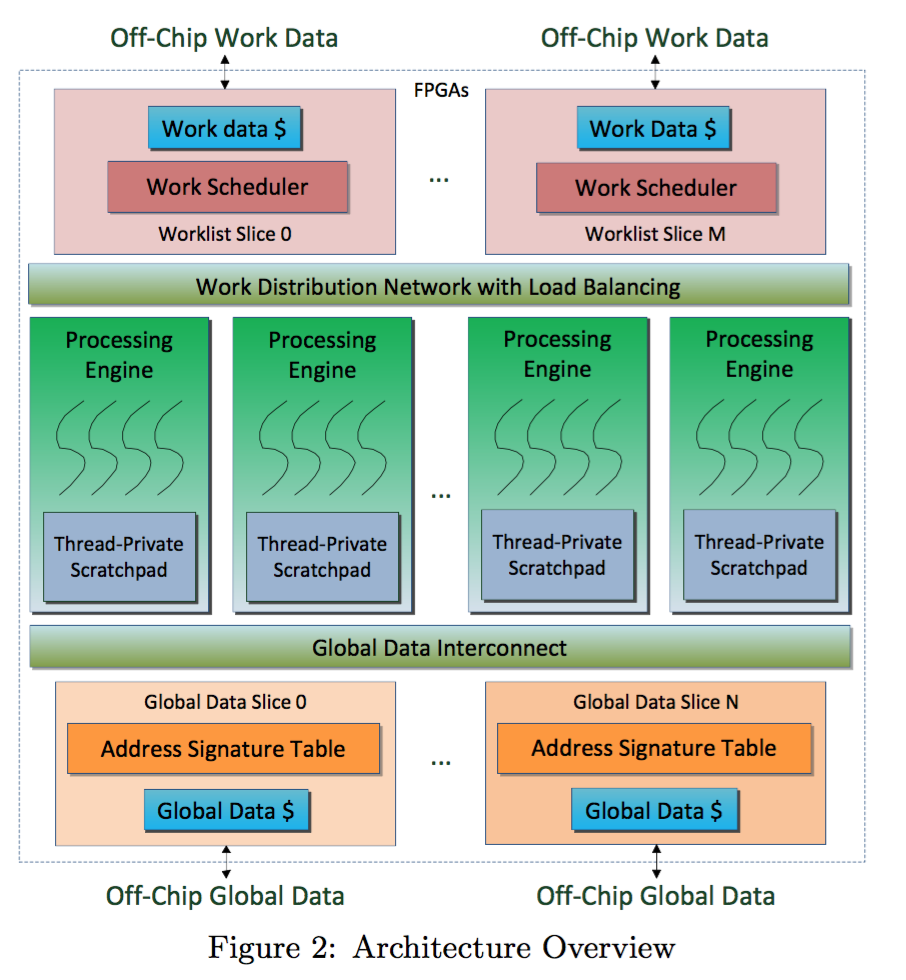 Off-Chip Work Data
Off-Chip Work Data
FPGAs
Work data $
Work Scheduler
Worklist Slice 0
...
Work Data $
Work Scheduler
Worklist Slice M
Work Distribution Network with Load Balancing
Processing
Engine
Thread-Private
Scratchpad
Processing
Engine
Thread-Private
Scratchpad
...
Processing
Engine
Thread-Private
Scratchpad
Processing
Engine
Thread-Private
Scratchpad
Global Data Interconnect
Global Data Slice 0
Address Signature Table
Global Data $
...
Global Data Slice N
Address Signature Table
Global Data $
Off-Chip Global Data
Off-Chip Global Data
Figure 2: Architecture Overview